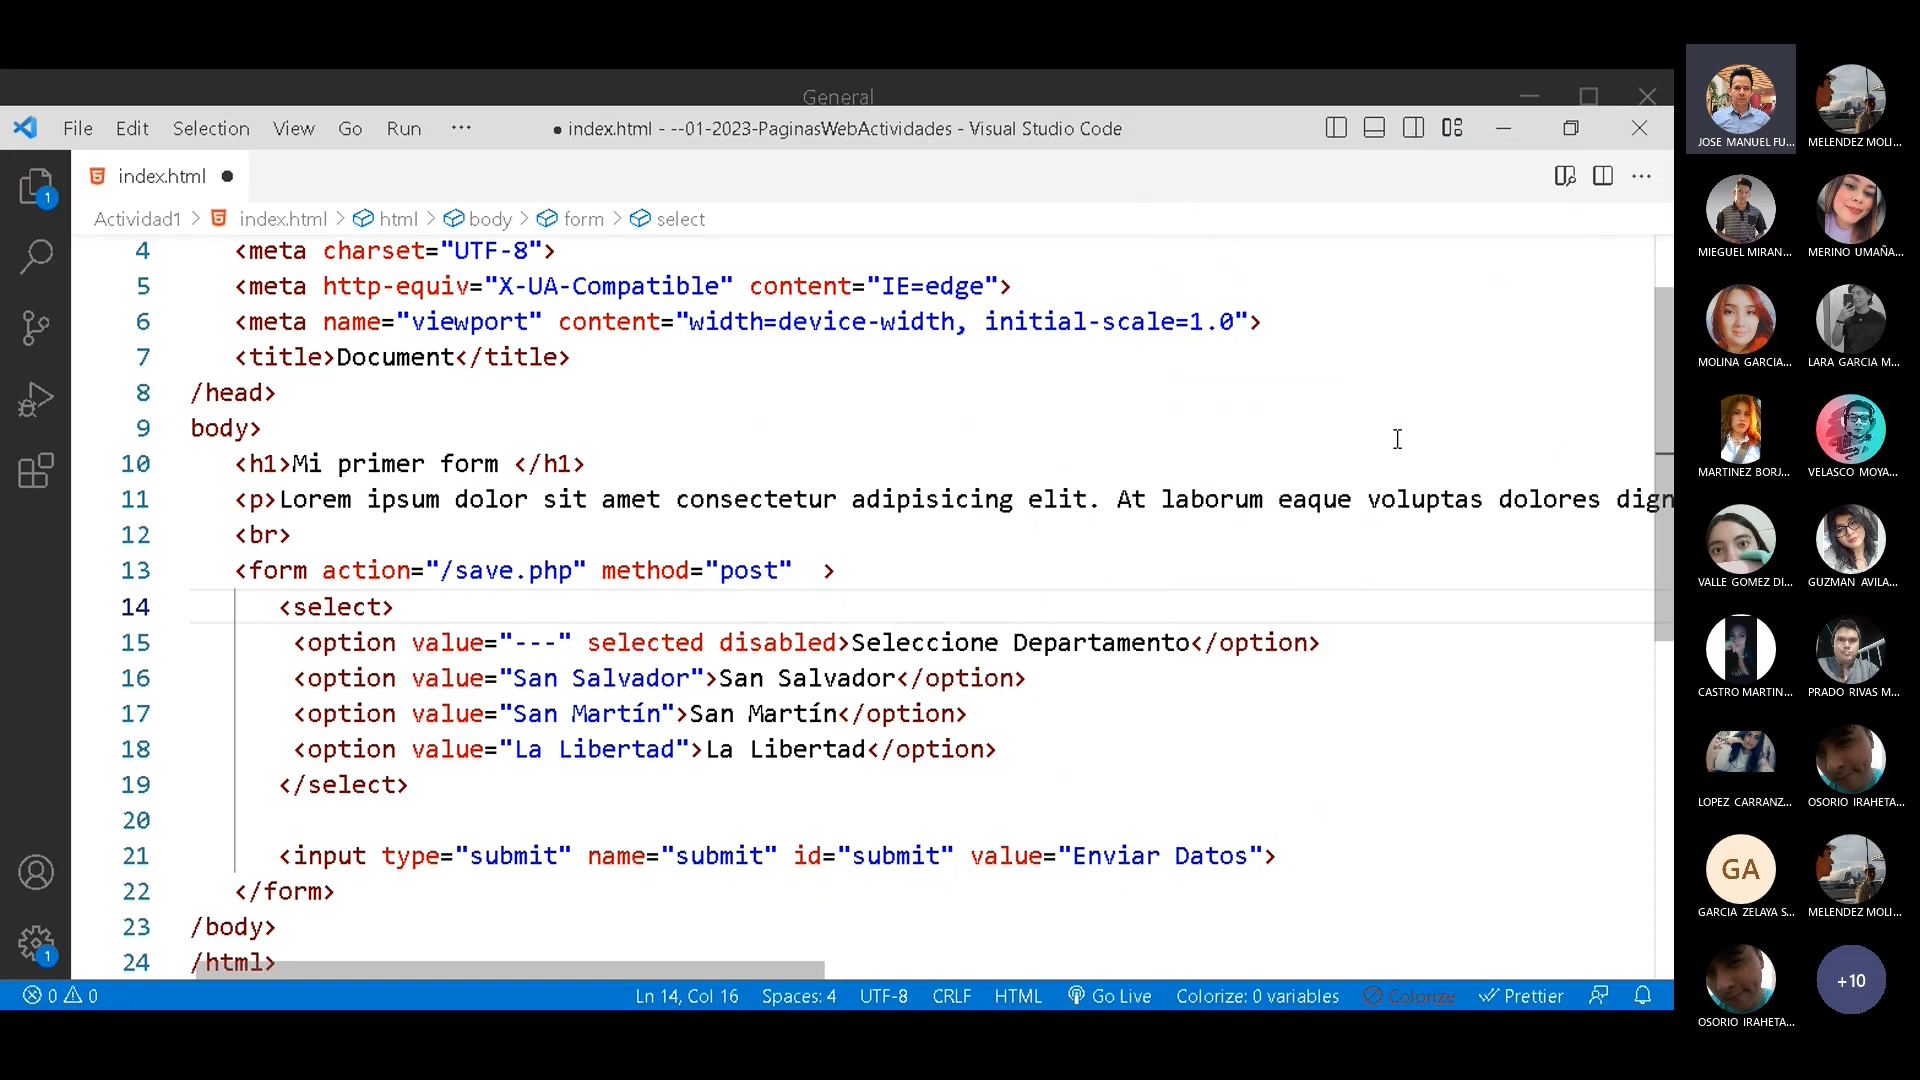 General
File Edit Selection View Go Run ···
● index.html - --01-2023-PaginasWebActividades - Visual Studio Code
index.html
Actividad1 > index.html > html > body > form > select
1
4 <meta charset="UTF-8">
5 <meta http-equiv="X-UA-Compatible" content="IE=edge">
6 <meta name="viewport" content="width=device-width, initial-scale=1.0">
7 <title>Document</title>
8 /head>
9 body>
10 <h1>Mi primer form </h1>
11 <p>Lorem ipsum dolor sit amet consectetur adipisicing elit. At laborum eaque voluptas dolores dign
12 <br>
13 <form action="/save.php" method="post"  >
14 <select>
15 <option value="---" selected disabled>Seleccione Departamento</option>
16 <option value="San Salvador">San Salvador</option>
17 <option value="San Martín">San Martín</option>
18 <option value="La Libertad">La Libertad</option>
19 </select>
20
21 <input type="submit" name="submit" id="submit" value="Enviar Datos">
22 </form>
23 /body>
24 /html>
1
0 0
Ln 14, Col 16 Spaces: 4 UTF-8 CRLF HTML Go Live Colorize: 0 variables Colorize Prettier
JOSE MANUEL FU... MELENDEZ MOLI...
MIEGUEL MIRAN... MERINO UMAÑA...
MOLINA GARCIA... LARA GARCIA M...
MARTINEZ BORJ... VELASCO MOYA...
VALLE GOMEZ DI... GUZMAN AVILA...
CASTRO MARTIN... PRADO RIVAS M...
LOPEZ CARRANZ... OSORIO IRAHETA...
GA
GARCIA ZELAYA S... MELENDEZ MOLI...
+10
OSORIO IRAHETA...